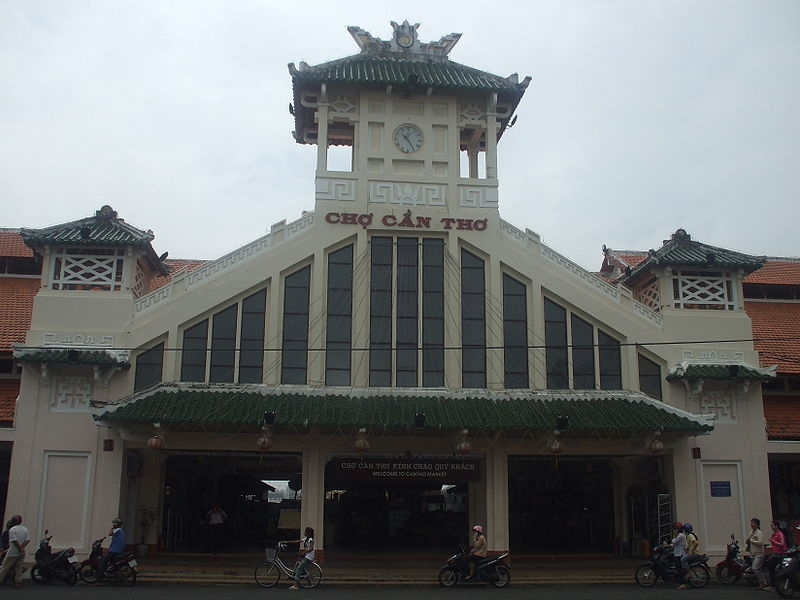 CHỢ CẦN THƠ
CHỢ CẦN THƠ KÍNH CHÀO QUÝ KHÁCH
WELCOME TO CANTHO MARKET